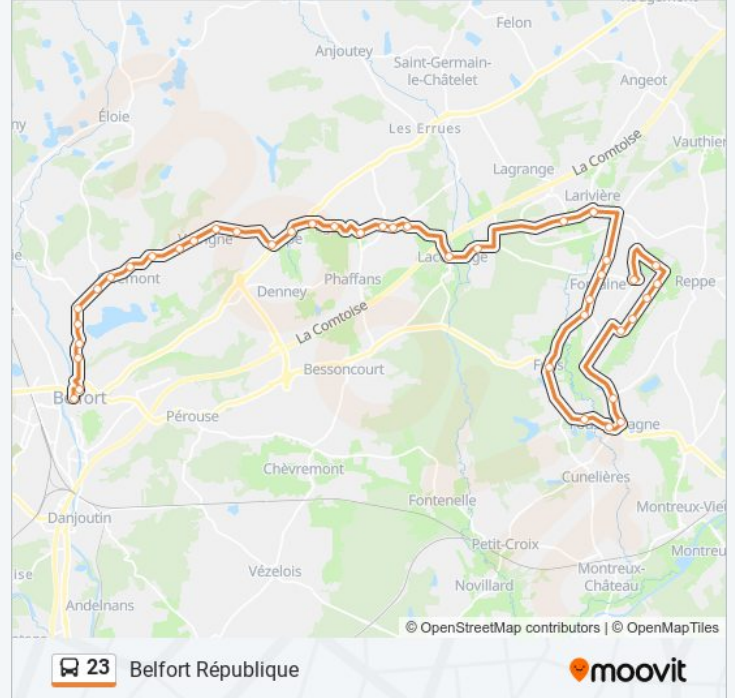 Felon
Anjoutey
Saint-Germain-
le-Châtelet
Angeot
Éloie
Les Errues
Vauthier
La Comtoise
Lagrange
Larivière
Phaffans
Reppe
Denney
La Comtoise
Bessoncourt
Belfort
Pérouse
Chèvremont
Cunelières
Fontenelle
Montreux-Vie
Danjoutin
Petit-Croix
Montreu
Vézelois
Montreux-
Château
Novillard
Andelnans
© OpenStreetMap contributors | © OpenMapTiles
23
Belfort République
moovit